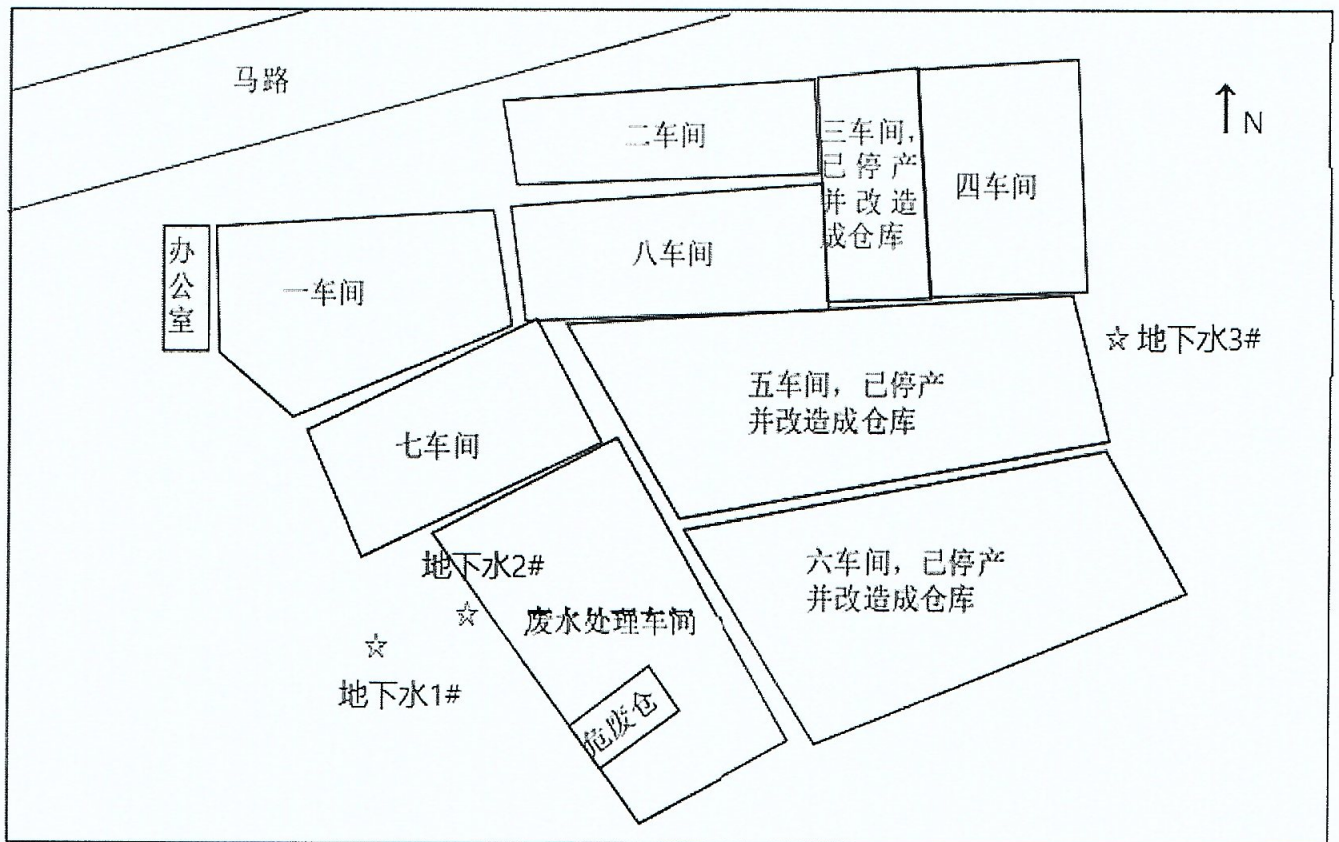 马路
N
二车间
三车间，
已停产
并改造
成仓库
四车间
八车间
办
公
室
一车间
☆ 地下水3#
五车间，已停产
并改造成仓库
七车间
地下水2#
☆
六车间，已停产
并改造成仓库
废水处理车间
☆
地下水1#
危废仓